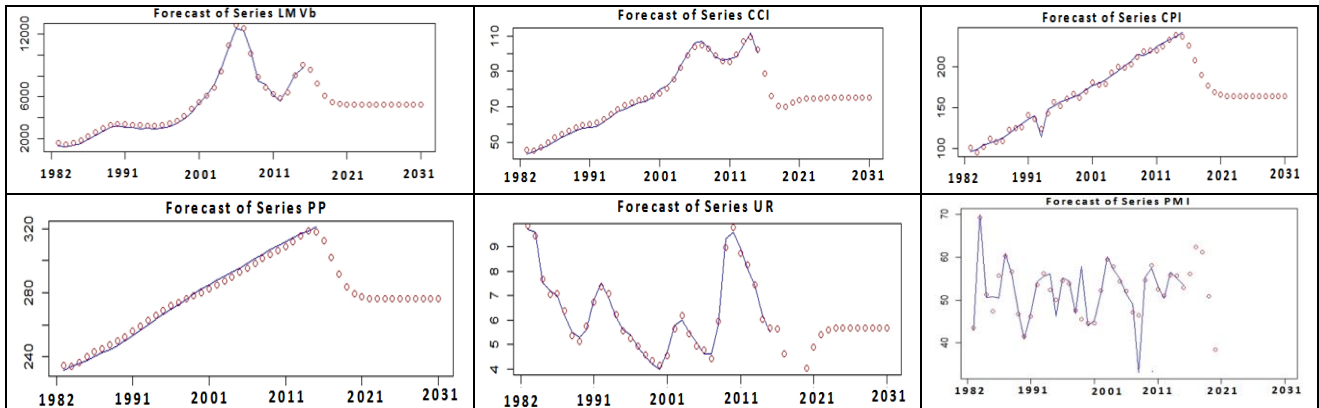 Forecast of Series LMVb
12000
6000
2000
1982 1991 2001 2011 2021 2031
Forecast of Series CCI
110
90
70
50
1982 1991 2001 2011 2021 2031
Forecast of Series CPI
200
150
100
1982 1991 2001 2011 2021 2031
Forecast of Series PP
320
280
240
1982 1991 2001 2011 2021 2031
Forecast of Series UR
9
8
7
6
5
4
1982 1991 2001 2011 2021 2031
Forecast of Series PMI
70
60
50
40
1982 1991 2001 2011 2021 2031